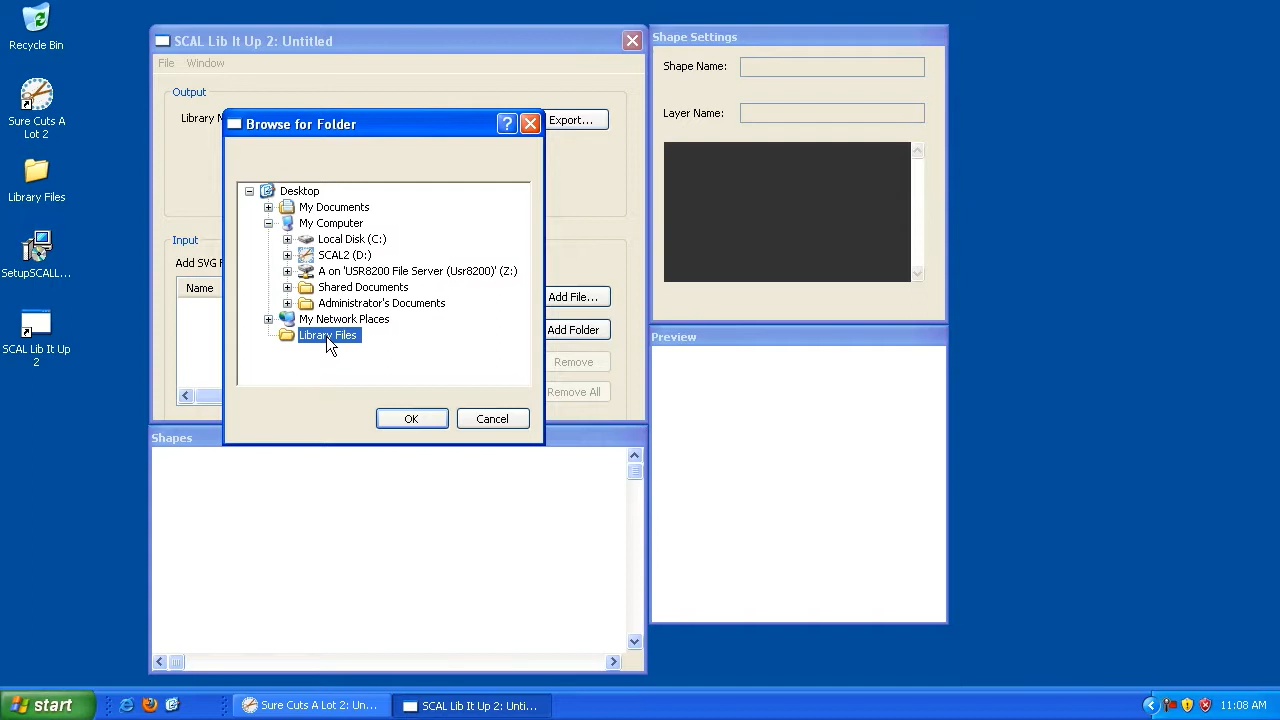 Recycle Bin
Sure Cuts A
Lot 2
Library Files
SetupSCALL...
SCAL Lib It Up
2
SCAL Lib It Up 2: Untitled
File Window
Output
Export...
Input
Name
Add File...
Add Folder
Remove
Remove All
Browse for Folder
Desktop
My Documents
My Computer
Local Disk (C:)
SCAL2 (D:)
A on 'USR8200 File Server (Usr8200)' (Z:)
Shared Documents
Administrator's Documents
My Network Places
Library Files
OK Cancel
Shapes
Shape Settings
Shape Name:
Layer Name:
Preview
start
Sure Cuts A Lot 2: Un...
SCAL Lib It Up 2: Unti...
11:08 AM